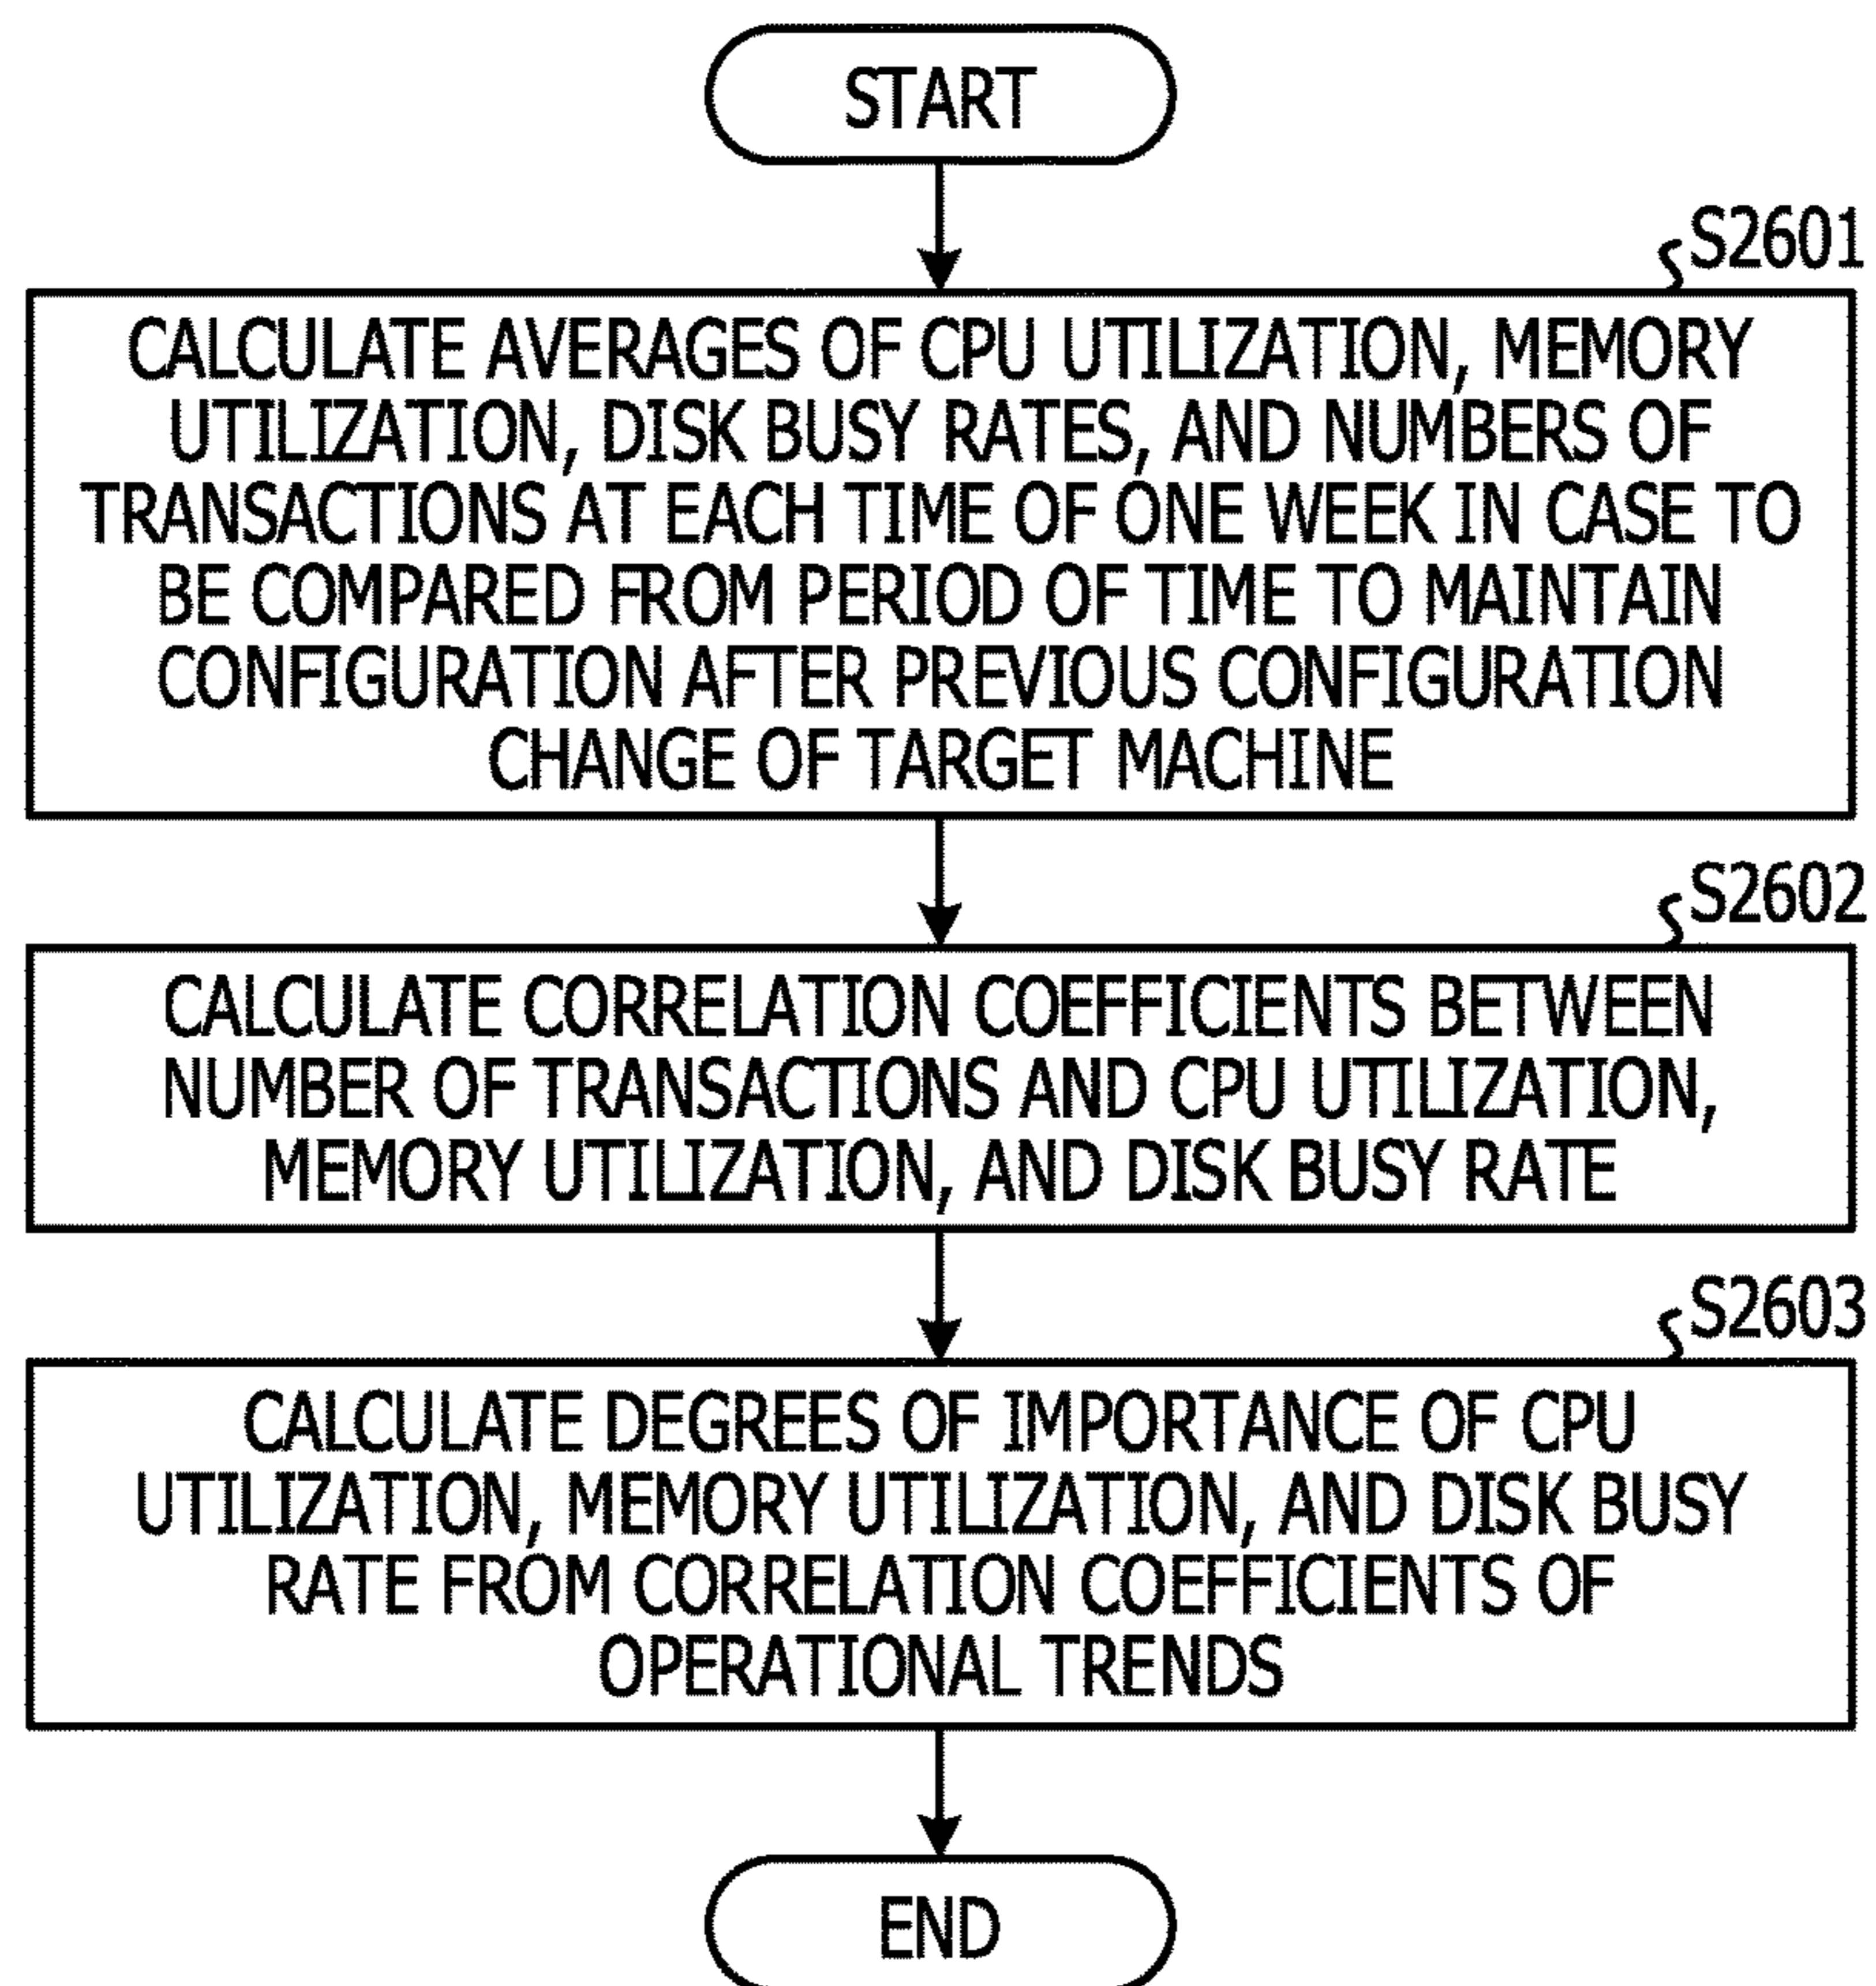 START
S2601
CALCULATE AVERAGES OF CPU UTILIZATION, MEMORY
UTILIZATION, DISK BUSY RATES, AND NUMBERS OF
TRANSACTIONS AT EACH TIME OF ONE WEEK IN CASE TO
BE COMPARED FROM PERIOD OF TIME TO MAINTAIN
CONFIGURATION AFTER PREVIOUS CONFIGURATION
CHANGE OF TARGET MACHINE
S2602
CALCULATE CORRELATION COEFFICIENTS BETWEEN
NUMBER OF TRANSACTIONS AND CPU UTILIZATION,
MEMORY UTILIZATION, AND DISK BUSY RATE
S2603
CALCULATE DEGREES OF IMPORTANCE OF CPU
UTILIZATION, MEMORY UTILIZATION, AND DISK BUSY
RATE FROM CORRELATION COEFFICIENTS OF
OPERATIONAL TRENDS
END